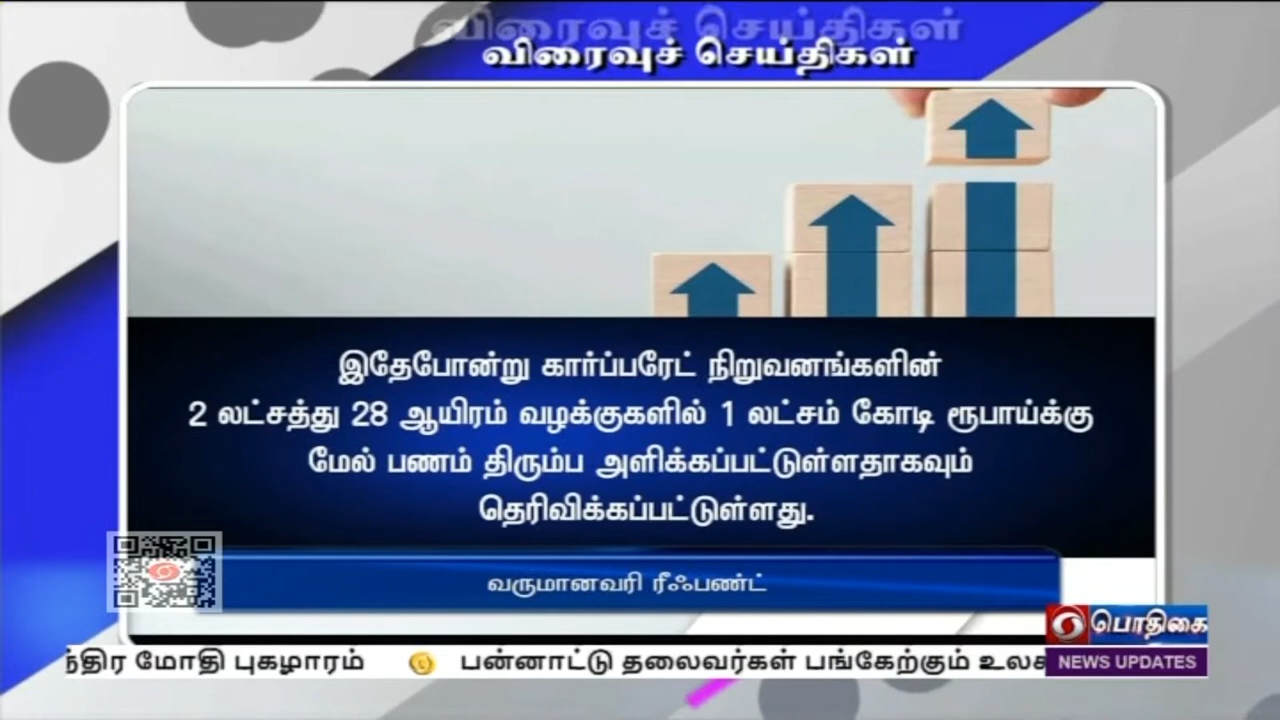 விரைவுச் செய்திகள்
விரைவுச் செய்திகள்
இதேபோன்று கார்ப்பரேட் நிறுவனங்களின்
2 லட்சத்து 28 ஆயிரம் வழக்குகளில் 1 லட்சம் கோடி ரூபாய்க்கு
மேல் பணம் திரும்ப அளிக்கப்பட்டுள்ளதாகவும்
தெரிவிக்கப்பட்டுள்ளது.
வருமானவரி ரீஃபண்ட்
பொதிகை
NEWS UPDATES
மோதி புகழாரம் பன்னாட்டு தலைவர்கள் பங்கேற்கும்